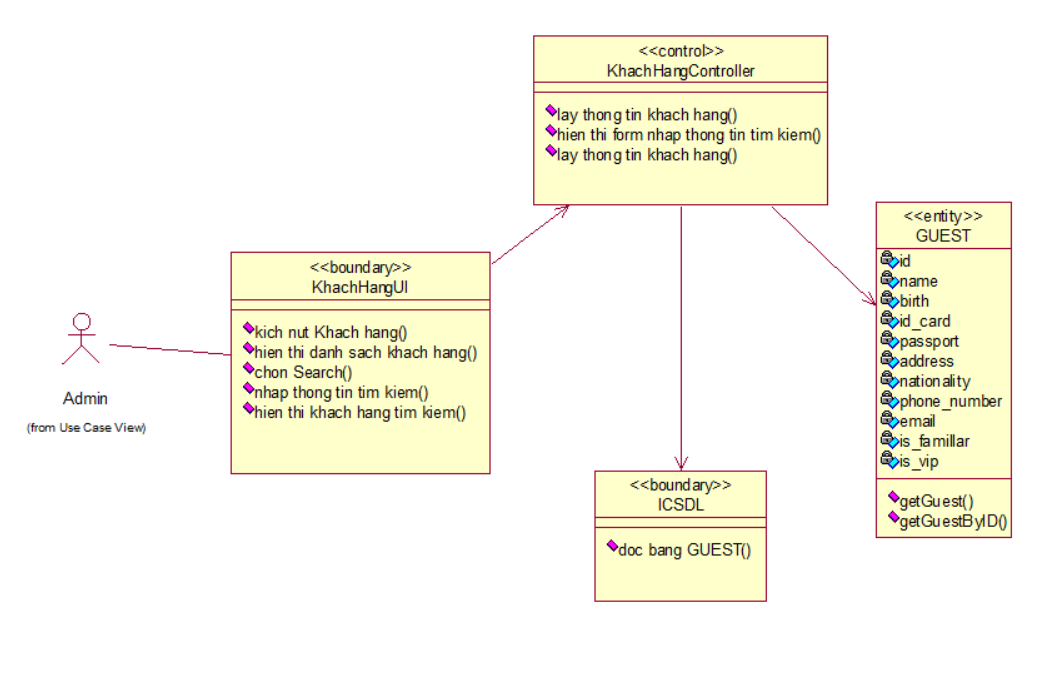 <<control>>
KhachHangController
lay thong tin khach hang()
hien thi form nhap thong tin tim kiem()
lay thong tin khach hang()
<<boundary>>
KhachHangUI
kich nut Khach hang()
hien thi danh sach khach hang()
chon Search()
nhap thong tin tim kiem()
hien thi khach hang tim kiem()
Admin
(from Use Case View)
<<entity>>
GUEST
id
name
birth
id_card
passport
address
nationality
phone_number
email
is_famillar
is_vip
getGuest()
getGuestByID()
<<boundary>>
ICSDL
doc bang GUEST()